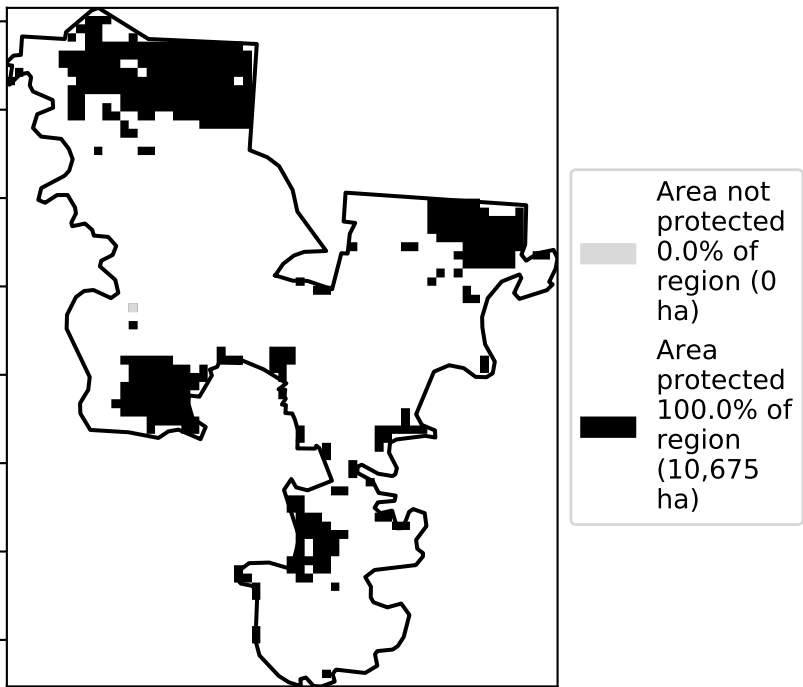 Area not
protected
0.0% of
region (0
ha)
Area
protected
100.0% of
region
(10,675
ha)